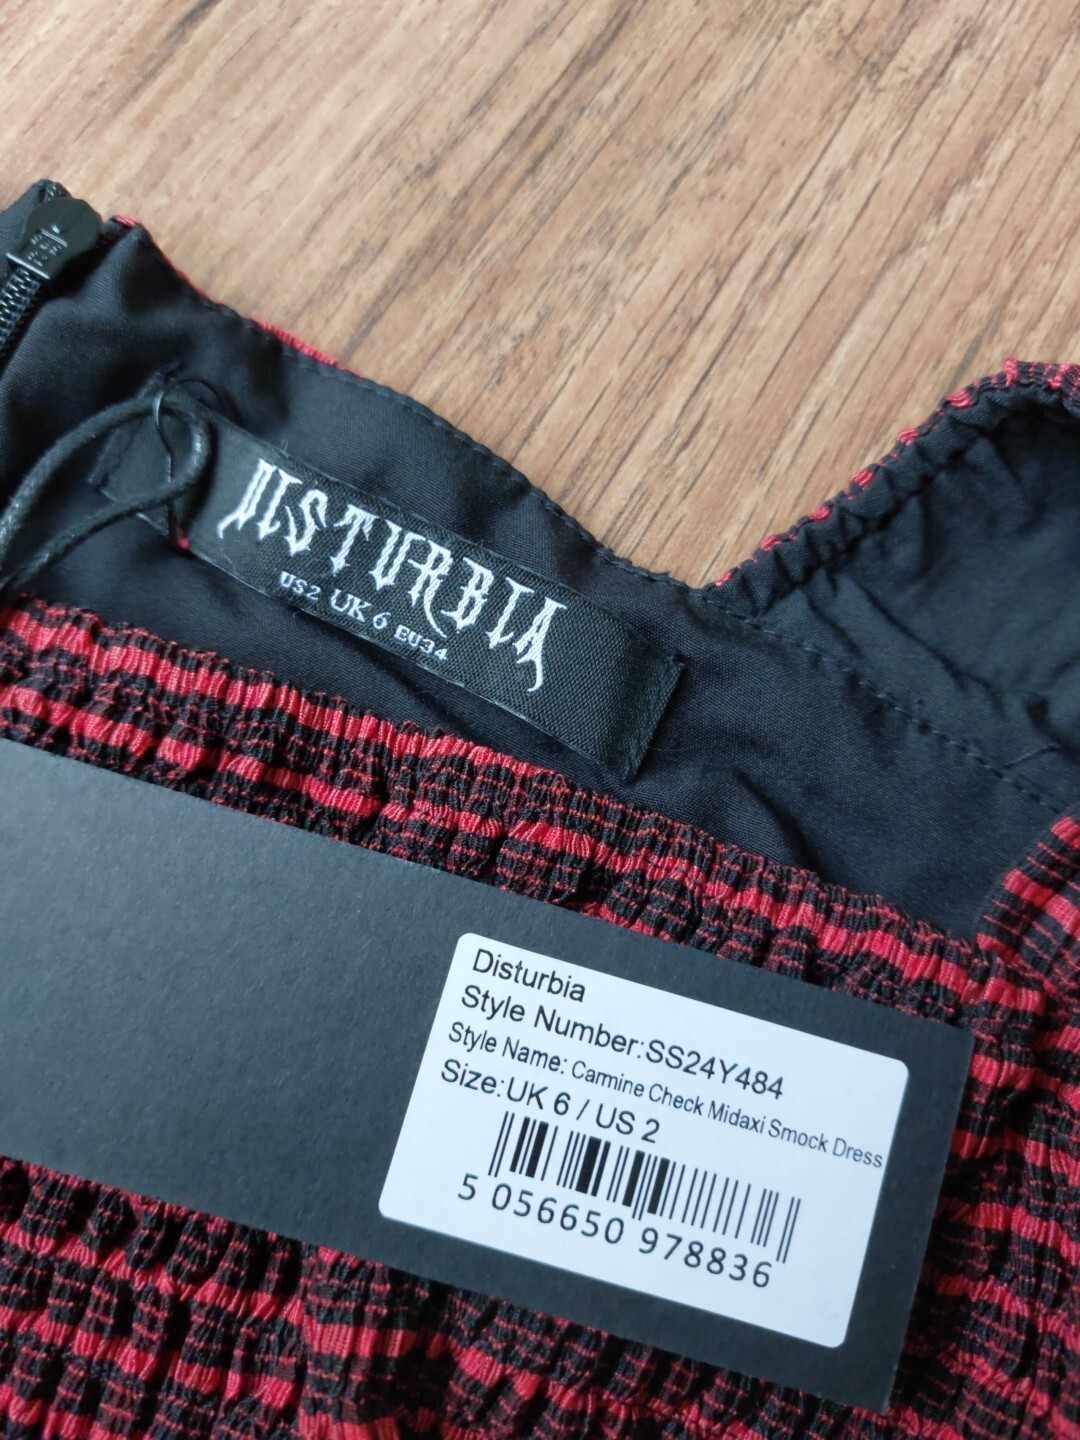 DISTURBIA
US2 UK 6 EU34
Disturbia
Style Number:SS24Y484
Style Name: Carmine Check Midaxi Smock Dress
Size:UK 6 / US 2
5 056650 978836